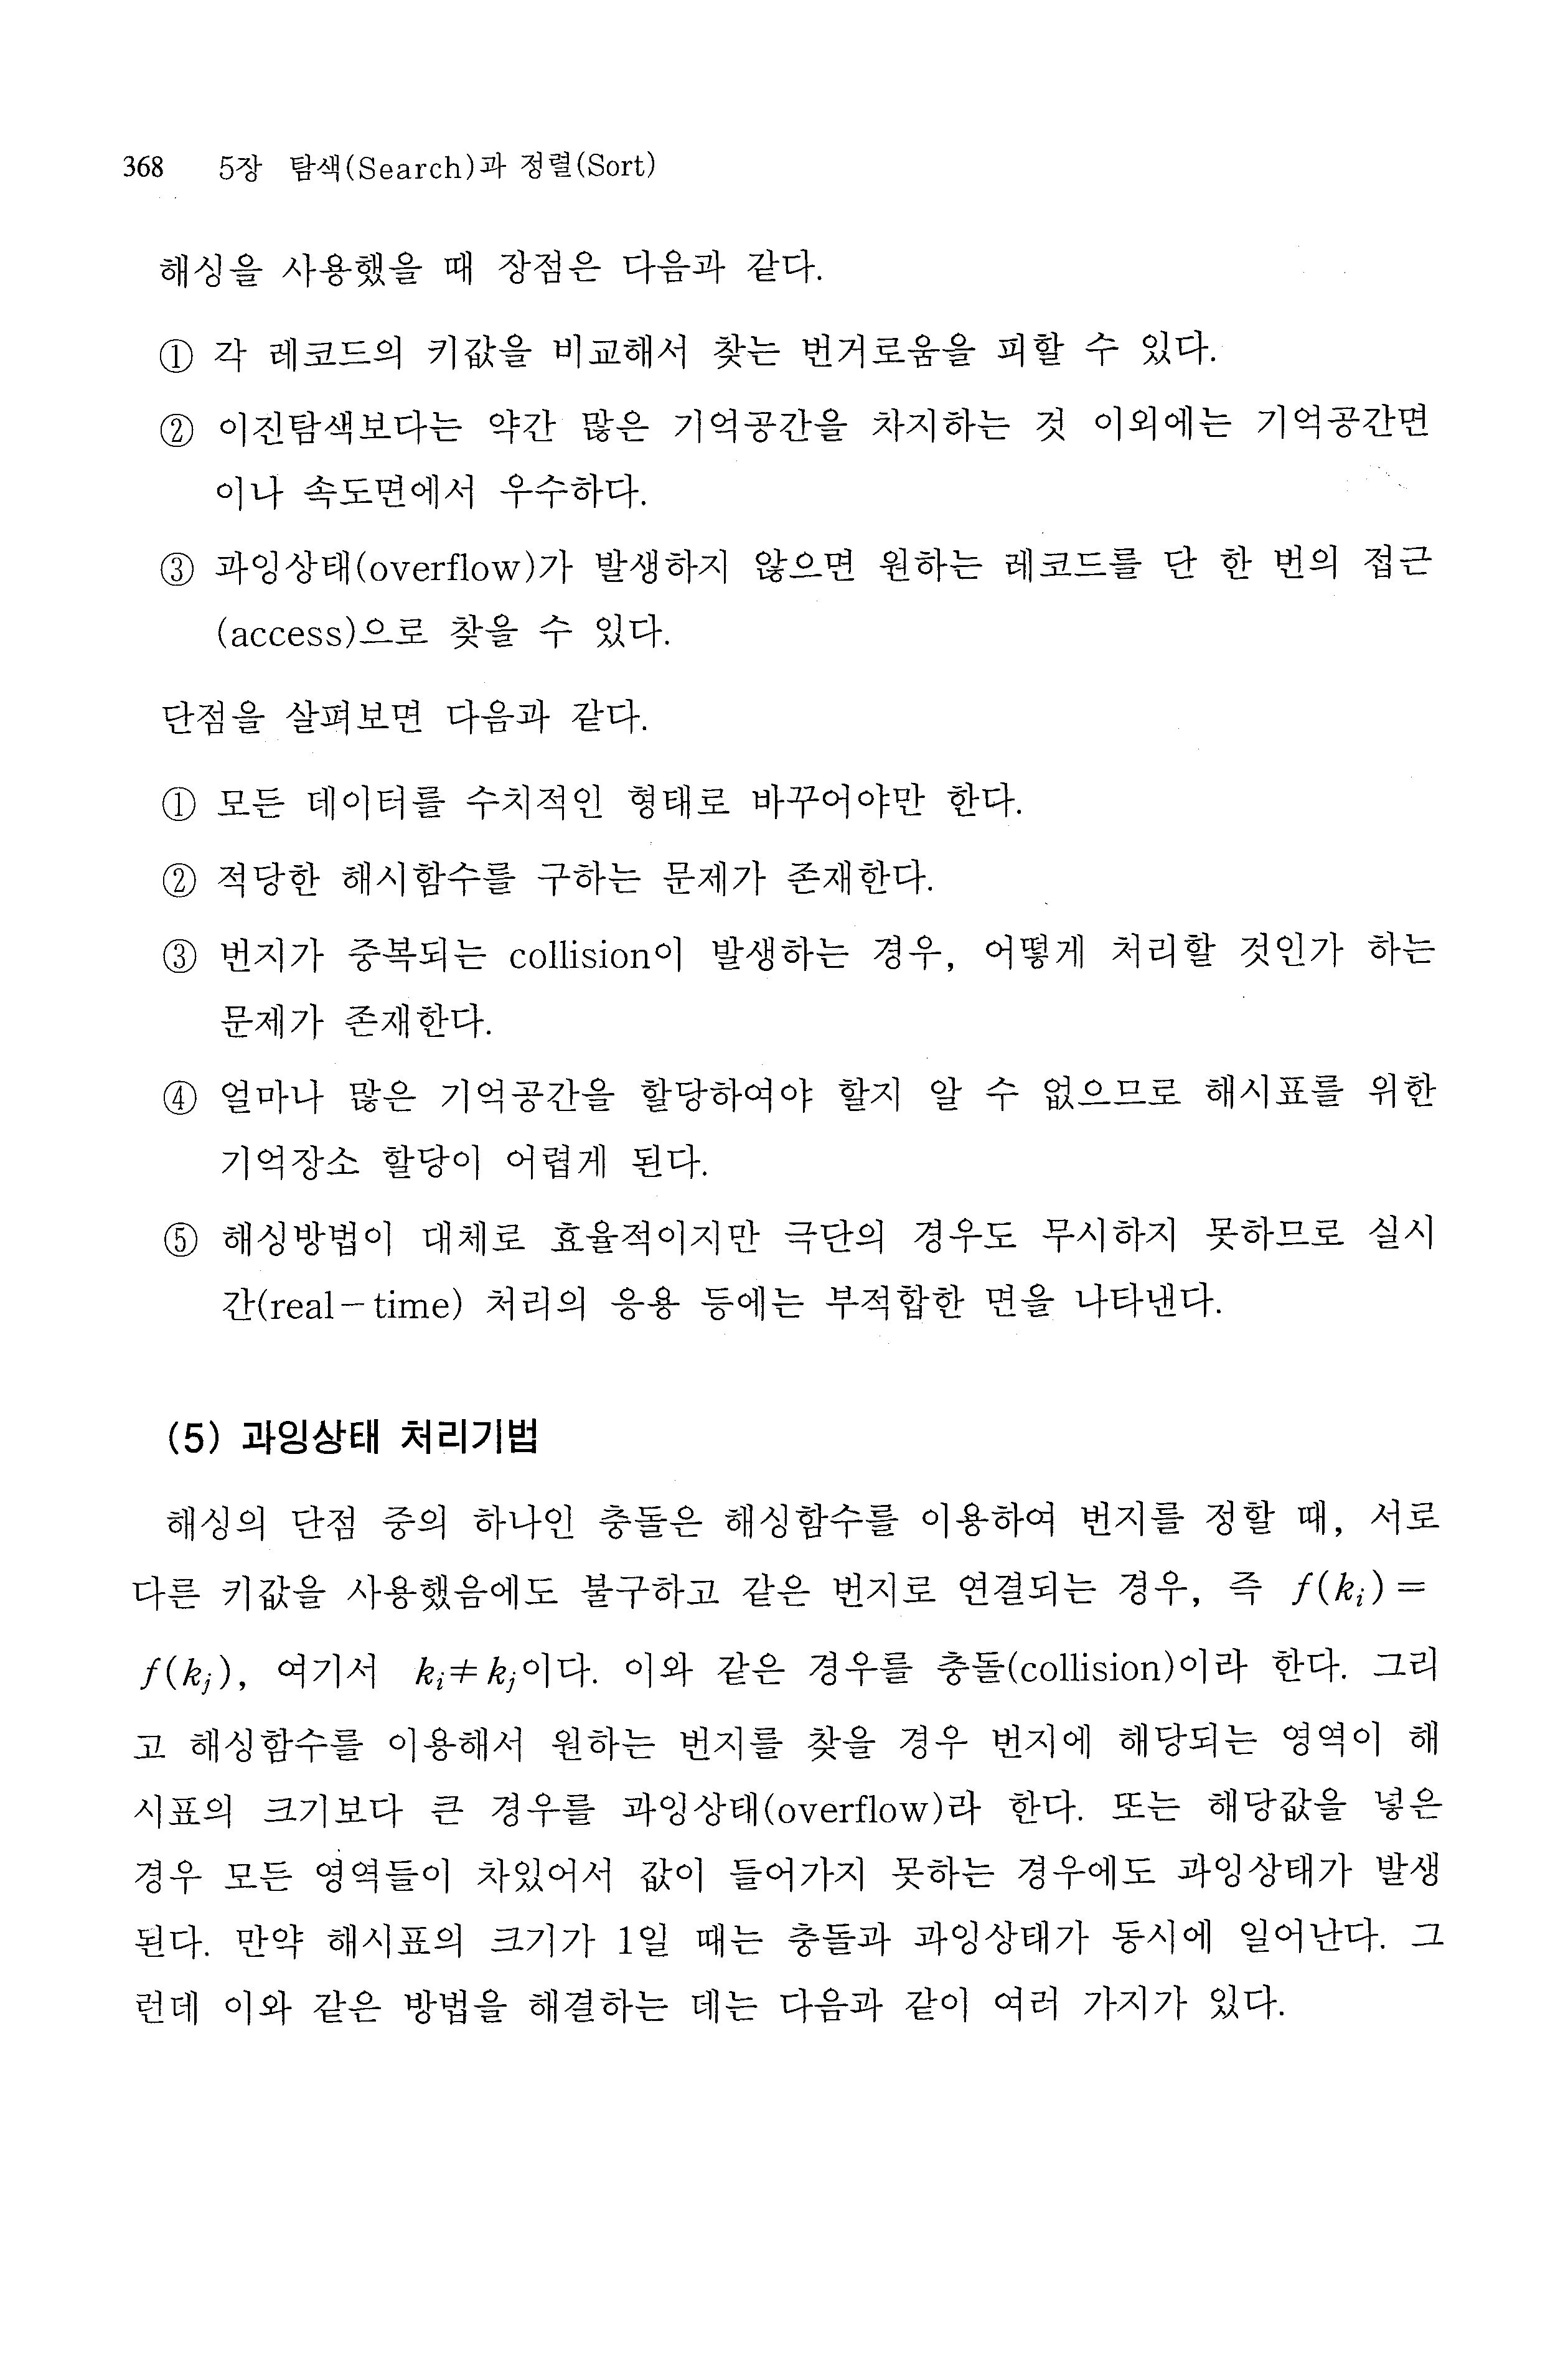 368 5장 탐색(Search)과 정렬(Sort)
해싱을 사용했을 때 장점은 다음과 같다.
① 각 레코드의 키값을 비교해서 찾는 번거로움을 피할 수 있다.
② 이진탐색보다는 약간 많은 기억공간을 차지하는 것 이외에는 기억공간면
이나 속도면에서 우수하다.
③ 과잉상태(overflow)가 발생하지 않으면 원하는 레코드를 단 한 번의 접근
(access)으로 찾을 수 있다.
단점을 살펴보면 다음과 같다.
① 모든 데이터를 수치적인 형태로 바꾸어야만 한다.
② 적당한 해시함수를 구하는 문제가 존재한다.
③ 번지가 중복되는 collision이 발생하는 경우, 어떻게 처리할 것인가 하는
문제가 존재한다.
④ 얼마나 많은 기억공간을 할당하여야 할지 알 수 없으므로 해시표를 위한
기억장소 할당이 어렵게 된다.
⑤ 해싱방법이 대체로 효율적이지만 극단의 경우도 무시하지 못하므로 실시
간(real-time) 처리의 응용 등에는 부적합한 면을 나타낸다.
(5) 과잉상태 처리기법
해싱의 단점 중의 하나인 충돌은 해싱함수를 이용하여 번지를 정할 때, 서로
다른 키값을 사용했음에도 불구하고 같은 번지로 연결되는 경우, 즉 f(kᵢ) =
f(kⱼ), 여기서 kᵢ≠kⱼ이다. 이와 같은 경우를 충돌(collision)이라 한다. 그리
고 해싱함수를 이용해서 원하는 번지를 찾을 경우 번지에 해당되는 영역이 해
시표의 크기보다 큰 경우를 과잉상태(overflow)라 한다. 또는 해당값을 넣은
경우 모든 영역들이 차있어서 값이 들어가지 못하는 경우에도 과잉상태가 발생
된다. 만약 해시표의 크기가 1일 때는 충돌과 과잉상태가 동시에 일어난다. 그
런데 이와 같은 방법을 해결하는 데는 다음과 같이 여러 가지가 있다.